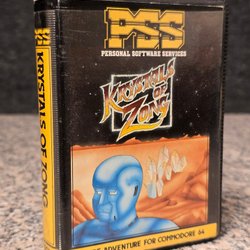 PSS
PERSONAL SOFTWARE SERVICES
KRYSTALS
OF
ZONG
ADVENTURE FOR COMMODORE 64
KRYSTALS OF ZONG